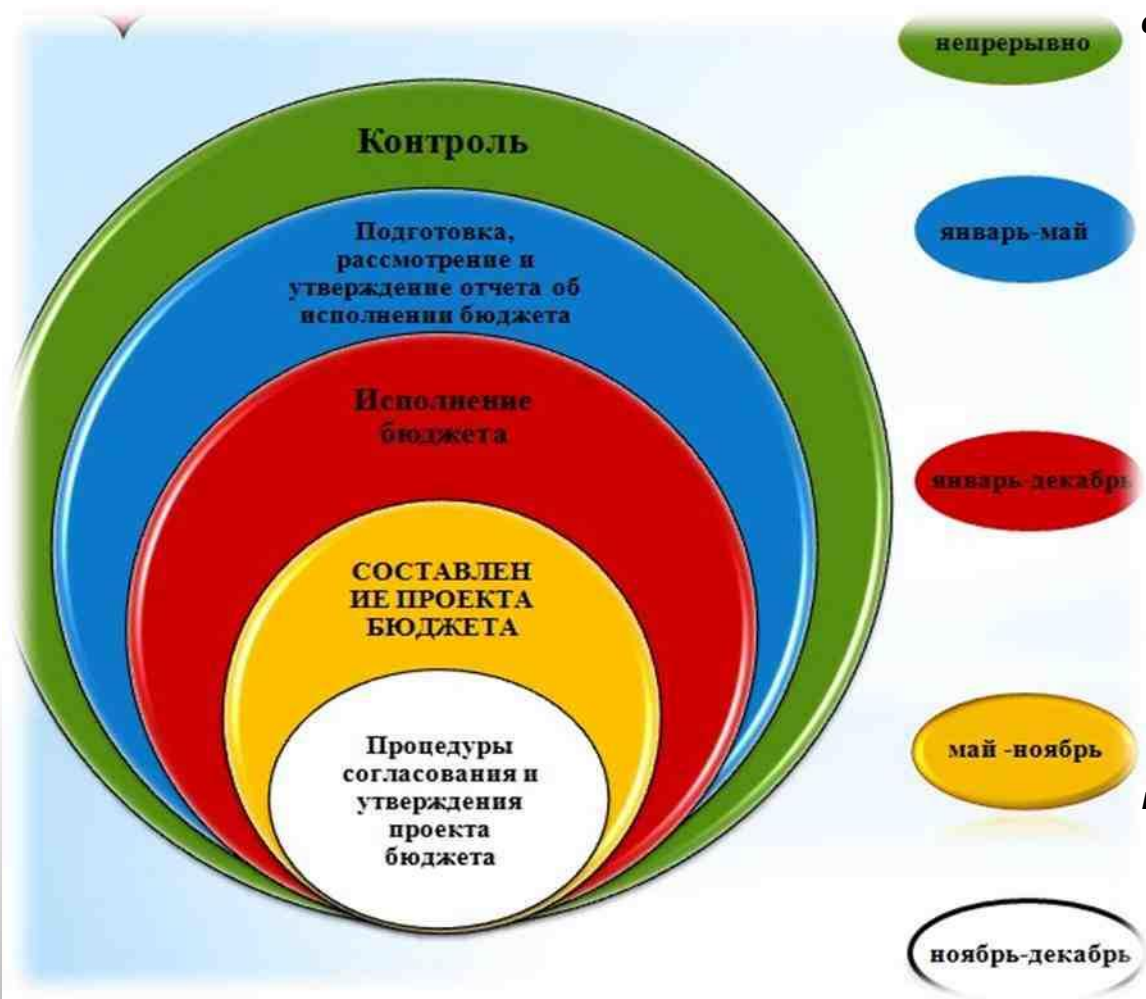 непрерывно
Контроль
Подготовка,
рассмотрение и
утверждение отчета об
исполнении бюджета
январь-май
Исполнение
бюджета
январь-декабрь
СОСТАВЛЕН
ИЕ ПРОЕКТА
БЮДЖЕТА
май -ноябрь
Процедуры
согласования и
утверждения
проекта
бюджета
ноябрь-декабрь